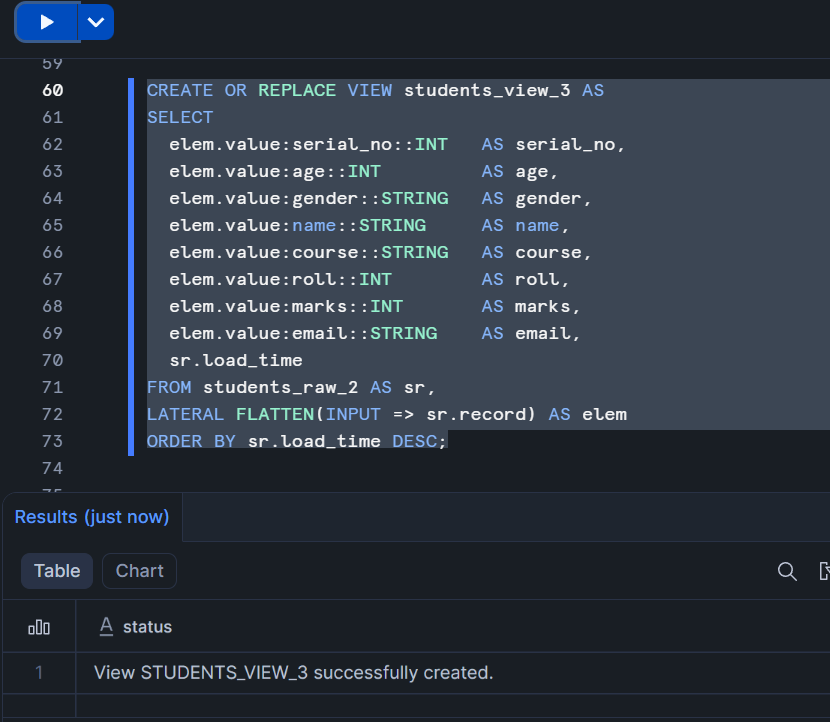 59
60 CREATE OR REPLACE VIEW students_view_3 AS
61 SELECT
62 elem.value:serial_no::INT AS serial_no,
63 elem.value:age::INT AS age,
64 elem.value:gender::STRING AS gender,
65 elem.value:name::STRING AS name,
66 elem.value:course::STRING AS course,
67 elem.value:roll::INT AS roll,
68 elem.value:marks::INT AS marks,
69 elem.value:email::STRING AS email,
70 sr.load_time
71 FROM students_raw_2 AS sr,
72 LATERAL FLATTEN(INPUT => sr.record) AS elem
73 ORDER BY sr.load_time DESC;
74
Results (just now)
Table Chart
A status
1 View STUDENTS_VIEW_3 successfully created.